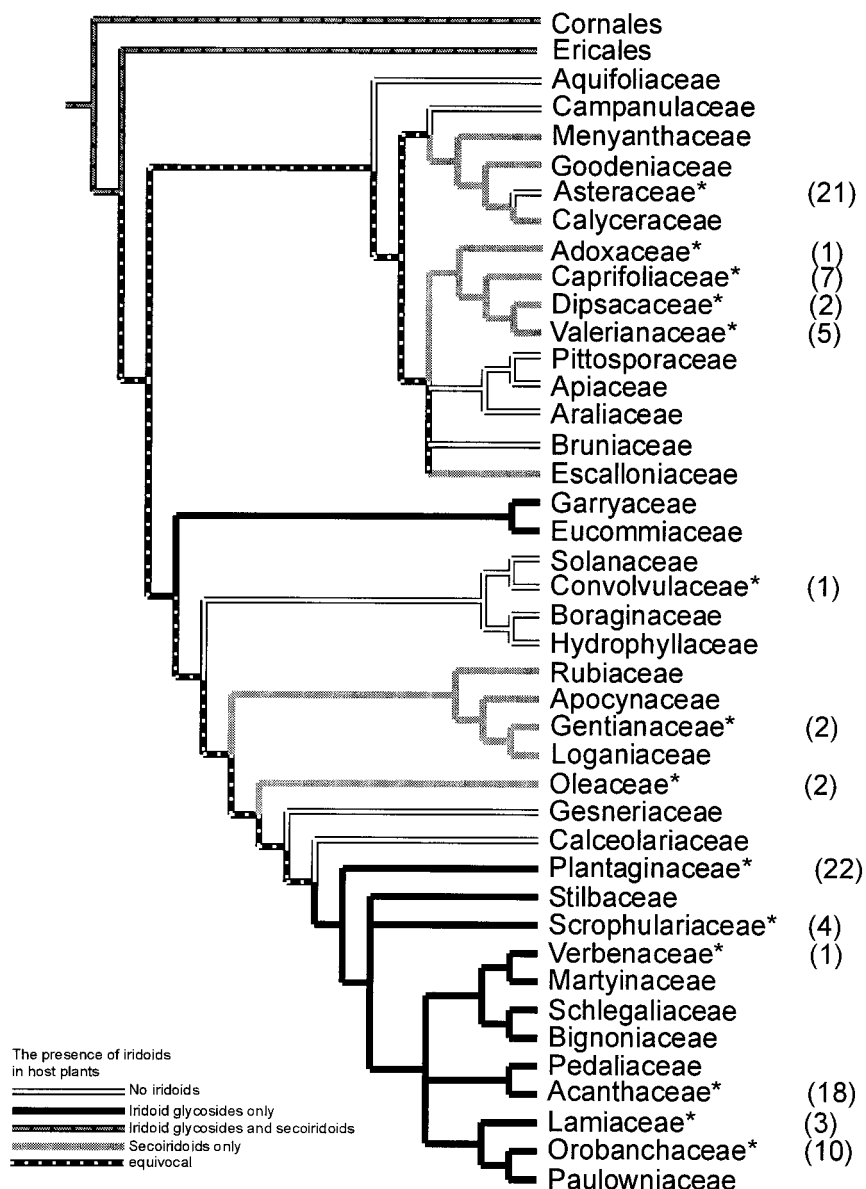 Cornales
Ericales
Aquifoliaceae
Campanulaceae
Menyanthaceae
Goodeniaceae
Asteraceae* (21)
Calyceraceae
Adoxaceae* (1)
Caprifoliaceae* (7)
Dipsacaceae* (2)
Valerianaceae* (5)
Pittosporaceae
Apiaceae
Araliaceae
Bruniaceae
Escalloniaceae
Garryaceae
Eucommiaceae
Solanaceae
Convolvulaceae* (1)
Boraginaceae
Hydrophyllaceae
Rubiaceae
Apocynaceae
Gentianaceae* (2)
Loganiaceae
Oleaceae* (2)
Gesneriaceae
Calceolariaceae
Plantaginaceae* (22)
Stilbaceae
Scrophulariaceae* (4)
Verbenaceae* (1)
Martyinaceae
Schlegaliaceae
Bignoniaceae
Pedaliaceae
Acanthaceae* (18)
Lamiaceae* (3)
Orobanchaceae* (10)
Paulowniaceae
The presence of iridoids
in host plants
No iridoids
Iridoid glycosides only
Iridoid glycosides and secoiridoids
Secoiridoids only
equivocal